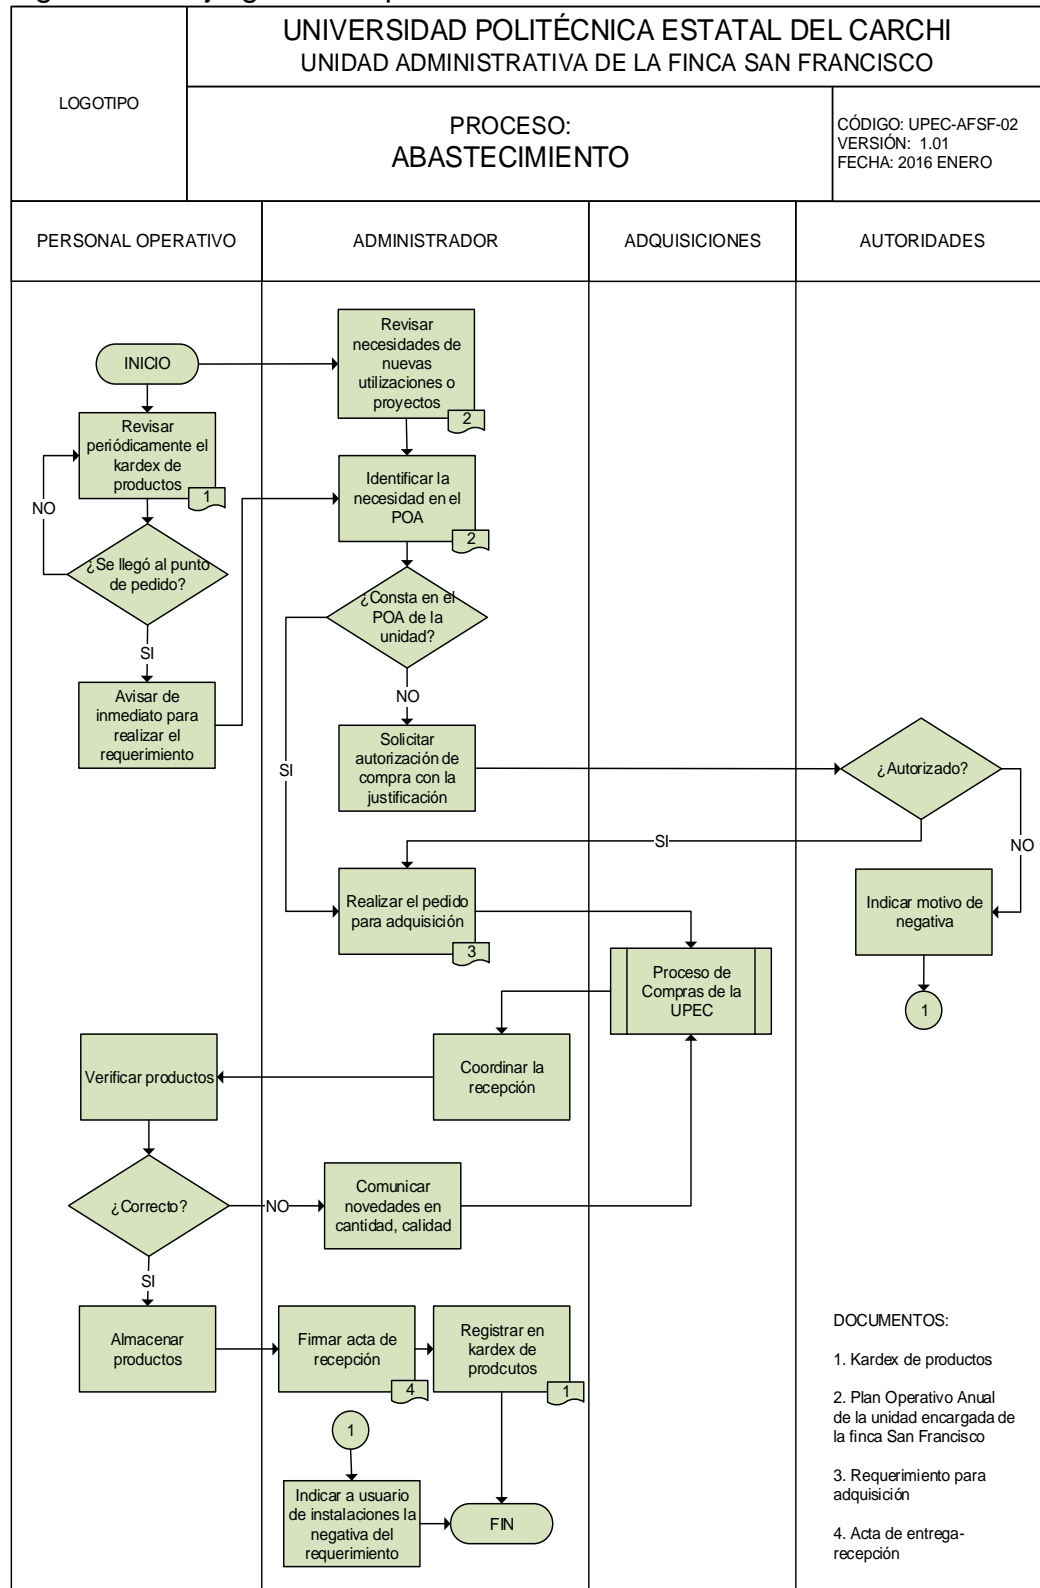 UNIVERSIDAD POLITÉCNICA ESTATAL DEL CARCHI
UNIDAD ADMINISTRATIVA DE LA FINCA SAN FRANCISCO
LOGOTIPO
PROCESO:
ABASTECIMIENTO
CÓDIGO: UPEC-AFSF-02
VERSIÓN: 1.01
FECHA: 2016 ENERO
PERSONAL OPERATIVO
ADMINISTRADOR
ADQUISICIONES
AUTORIDADES
INICIO
Revisar
necesidades de
nuevas
utilizaciones o
proyectos
2
Revisar
periódicamente el
kardex de
productos
1
NO
Identificar la
necesidad en el
POA
2
¿Se llegó al punto
de pedido?
SI
¿Consta en el
POA de la
unidad?
NO
Avisar de
inmediato para
realizar el
requerimiento
SI
Solicitar
autorización de
compra con la
justificación
¿Autorizado?
SI
NO
Realizar el pedido
para adquisición
3
Indicar motivo de
negativa
1
Proceso de
Compras de la
UPEC
Coordinar la
recepción
Verificar productos
¿Correcto?
NO
Comunicar
novedades en
cantidad, calidad
SI
Almacenar
productos
Firmar acta de
recepción
4
Registrar en
kardex de
prodcutos
1
1
Indicar a usuario
de instalaciones la
negativa del
requerimiento
FIN
DOCUMENTOS:
1. Kardex de productos
2. Plan Operativo Anual
de la unidad encargada de
la finca San Francisco
3. Requerimiento para
adquisición
4. Acta de entrega-
recepción